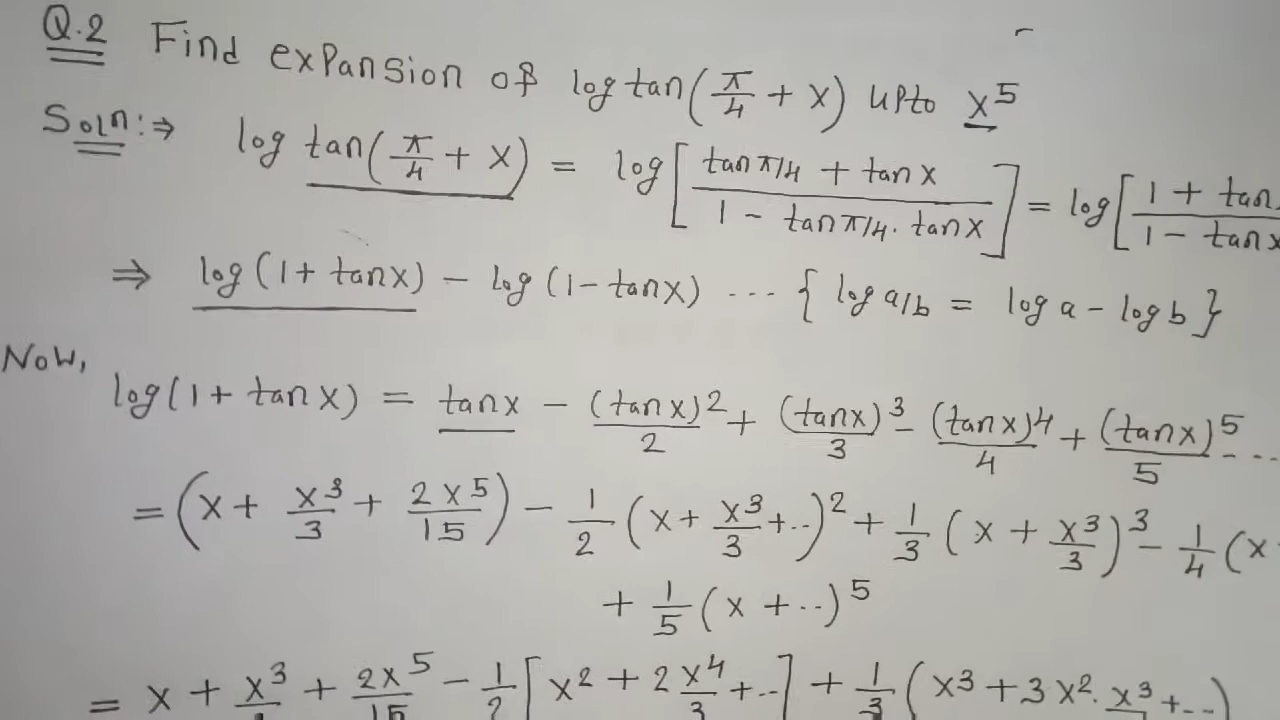 Q.2 Find expansion of log tan(π/4 + x) upto x^5
Soln:⇒ log tan(π/4 + x) = log[(tan π/4 + tan x)/(1 - tan π/4. tan x)] = log[(1 + tan)/(1 - tan x)]
⇒ log(1 + tan x) - log(1 - tan x) ... {log a/b = log a - log b}
Now,
log(1 + tan x) = tan x - (tan x)^2/2 + (tan x)^3/3 - (tan x)^4/4 + (tan x)^5/5 ...
= (x + x^3/3 + 2x^5/15) - 1/2 (x + x^3/3 + ..)^2 + 1/3 (x + x^3/3)^3 - 1/4 (x
+ 1/5 (x + ..)^5
= x + x^3/ + 2x^5/15 - 1/2 [x^2 + 2 x^4/3 + ..] + 1/3 (x^3 + 3x^2. x^3/ + ..)